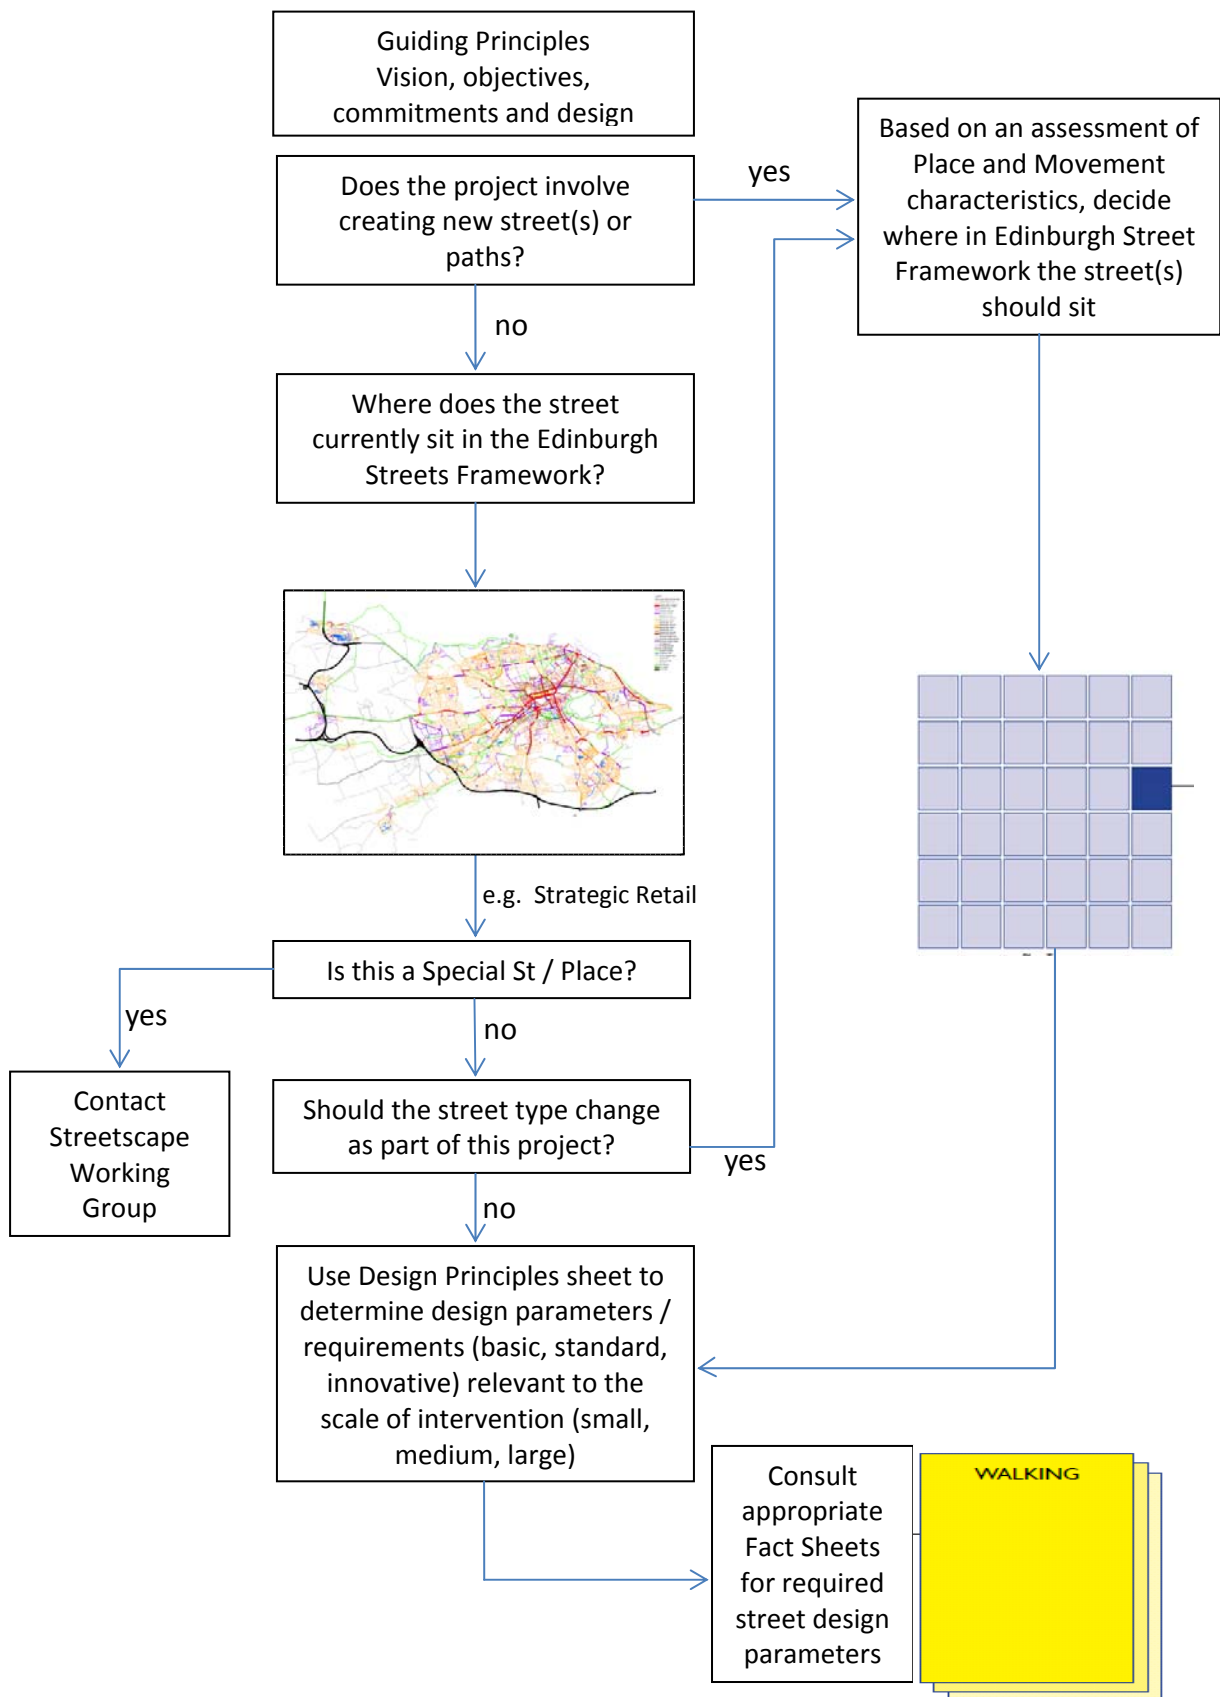 Guiding Principles
Vision, objectives,
commitments and design
Does the project involve
creating new street(s) or
paths?
yes
Based on an assessment of
Place and Movement
characteristics, decide
where in Edinburgh Street
Framework the street(s)
should sit
no
Where does the street
currently sit in the Edinburgh
Streets Framework?
e.g. Strategic Retail
Is this a Special St / Place?
yes
no
Contact
Streetscape
Working
Group
Should the street type change
as part of this project?
yes
no
Use Design Principles sheet to
determine design parameters /
requirements (basic, standard,
innovative) relevant to the
scale of intervention (small,
medium, large)
Consult
appropriate
Fact Sheets
for required
street design
parameters
WALKING